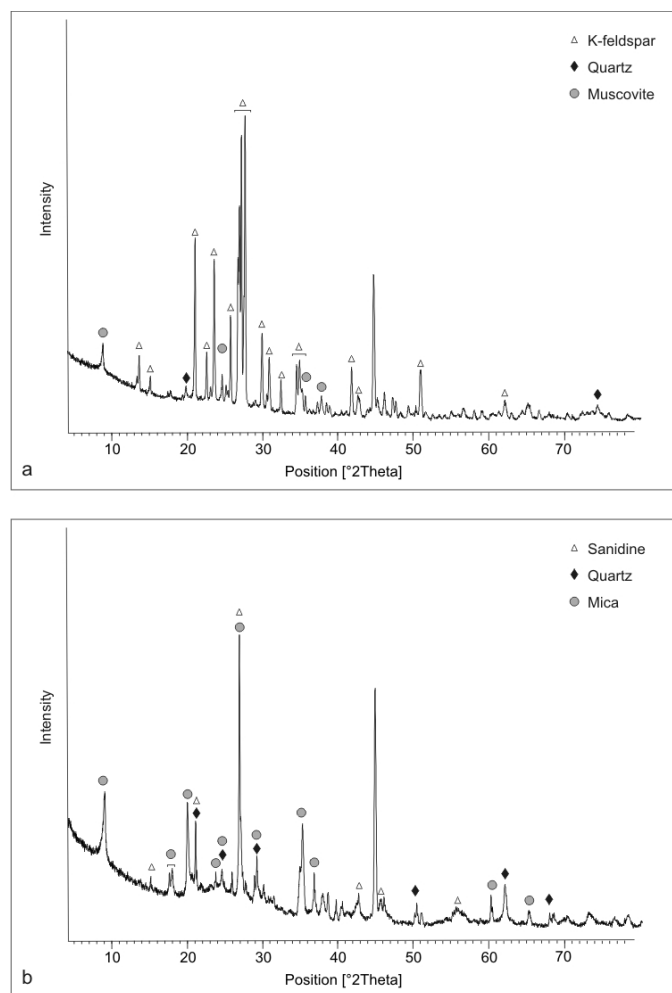 K-feldspar
Quartz
Muscovite
Intensity
10 20 30 40 50 60 70
Position [°2Theta]
a
Sanidine
Quartz
Mica
Intensity
10 20 30 40 50 60 70
Position [°2Theta]
b